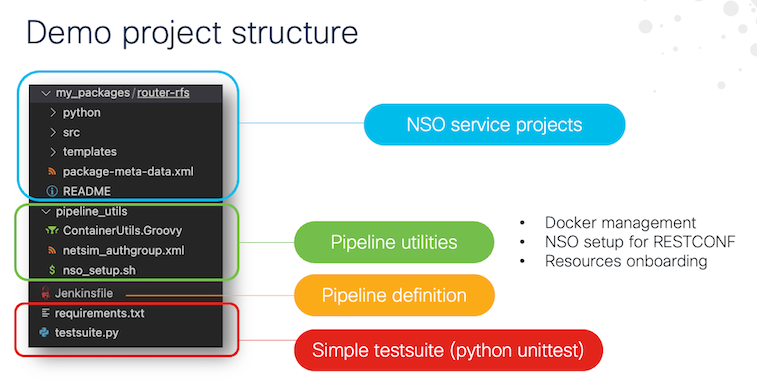 Demo project structure
my_packages/router-rfs
python
src
templates
package-meta-data.xml
README
pipeline_utils
ContainerUtils.Groovy
netsim_authgroup.xml
$ nso_setup.sh
Jenkinsfile
requirements.txt
testsuite.py
NSO service projects
Pipeline utilities
• Docker management
• NSO setup for RESTCONF
• Resources onboarding
Pipeline definition
Simple testsuite (python unittest)